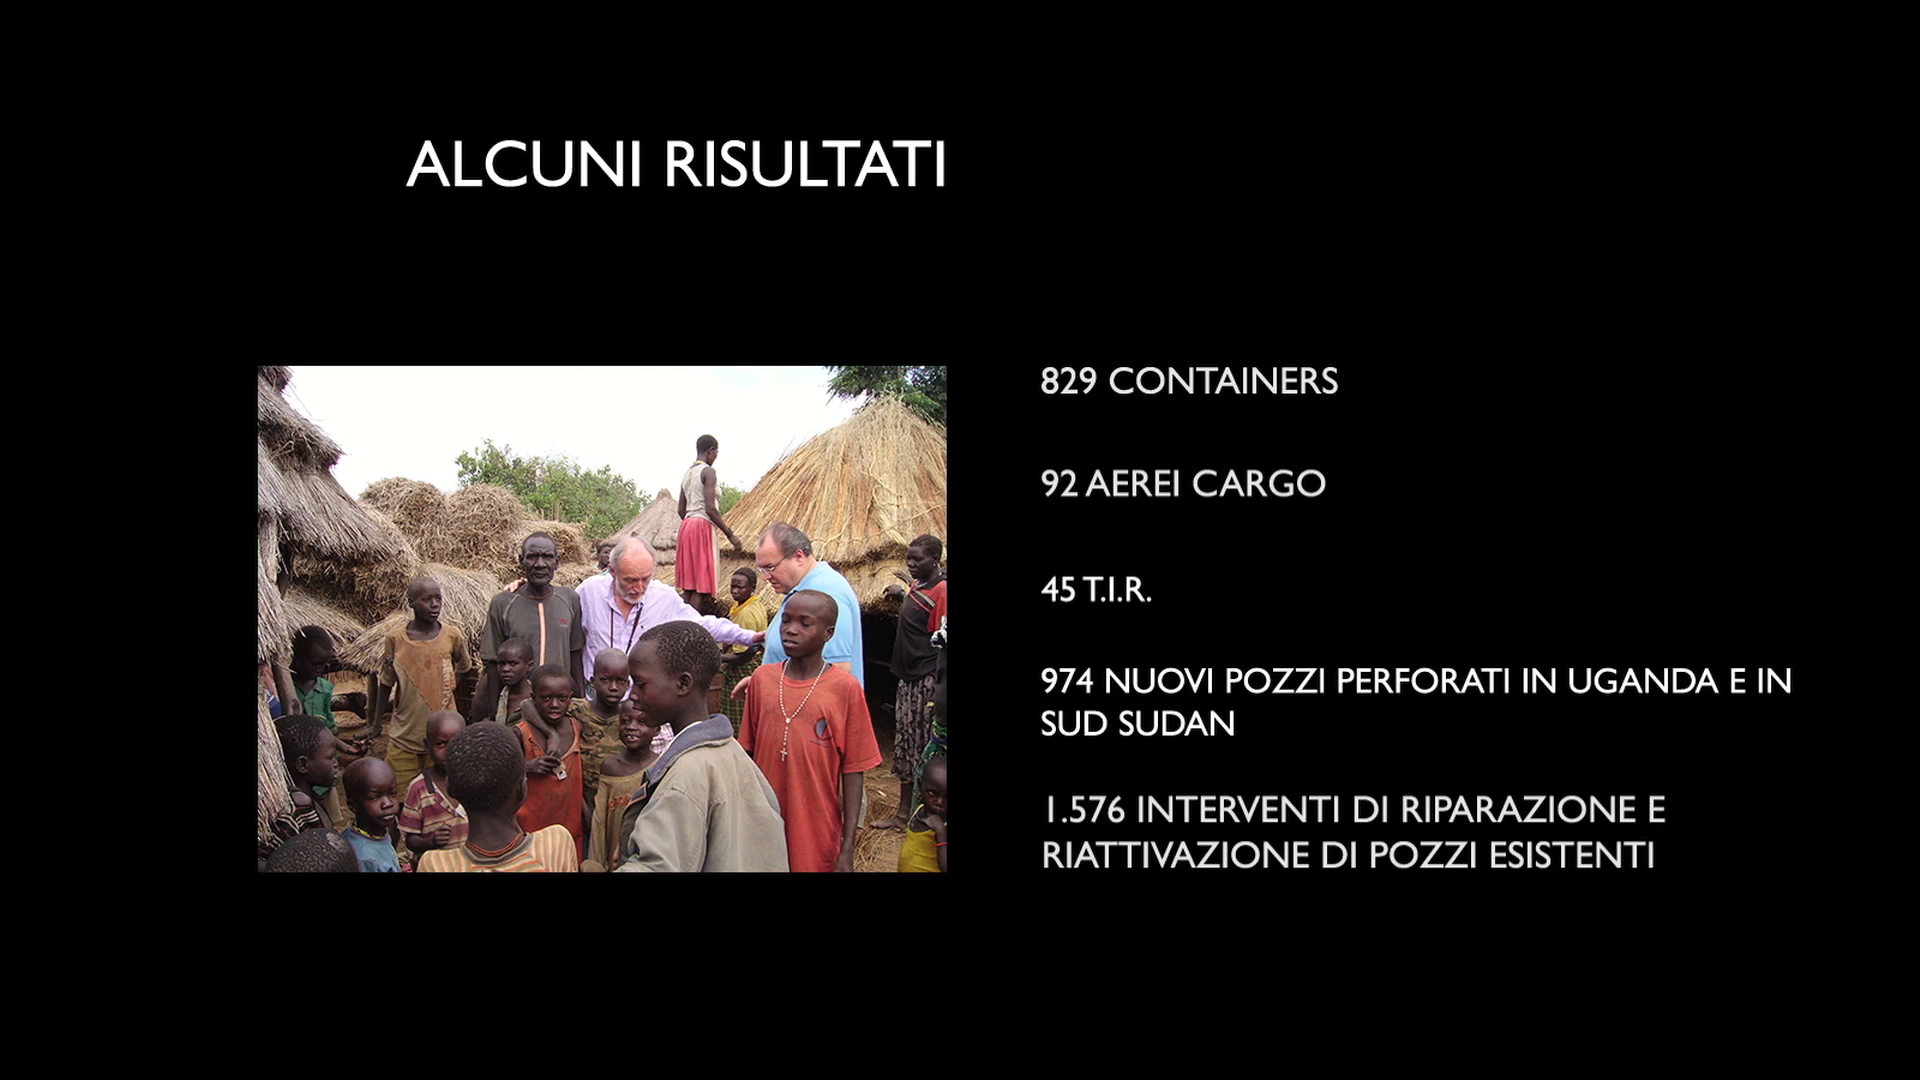 ALCUNI RISULTATI
829 CONTAINERS
92 AEREI CARGO
45 T.I.R.
974 NUOVI POZZI PERFORATI IN UGANDA E IN
SUD SUDAN
1.576 INTERVENTI DI RIPARAZIONE E
RIATTIVAZIONE DI POZZI ESISTENTI